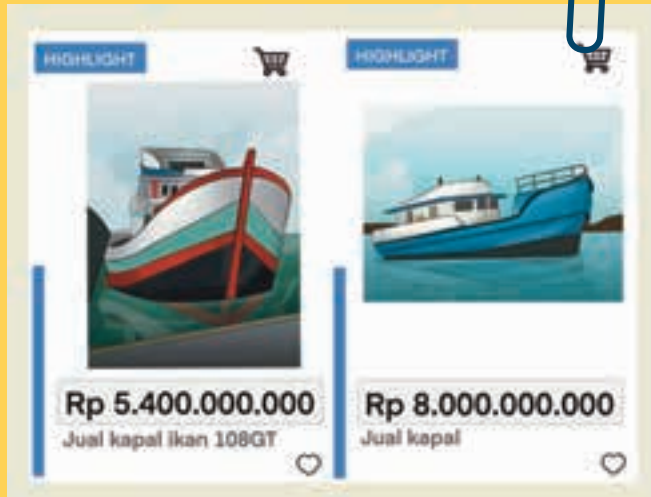 HIGHLIGHT
Rp 5.400.000.000
Jual kapal ikan 108GT
HIGHLIGHT
Rp 8.000.000.000
Jual kapal